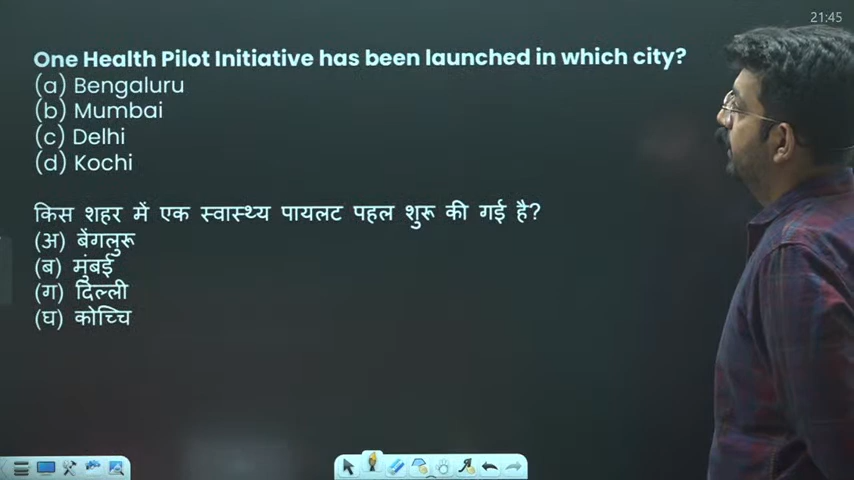 21:45
One Health Pilot Initiative has been launched in which city?
(a) Bengaluru
(b) Mumbai
(c) Delhi
(d) Kochi
किस शहर में एक स्वास्थ्य पायलट पहल शुरू की गई है?
(अ) बेंगलुरू
(ब) मुंबई
(ग) दिल्ली
(घ) कोच्चि